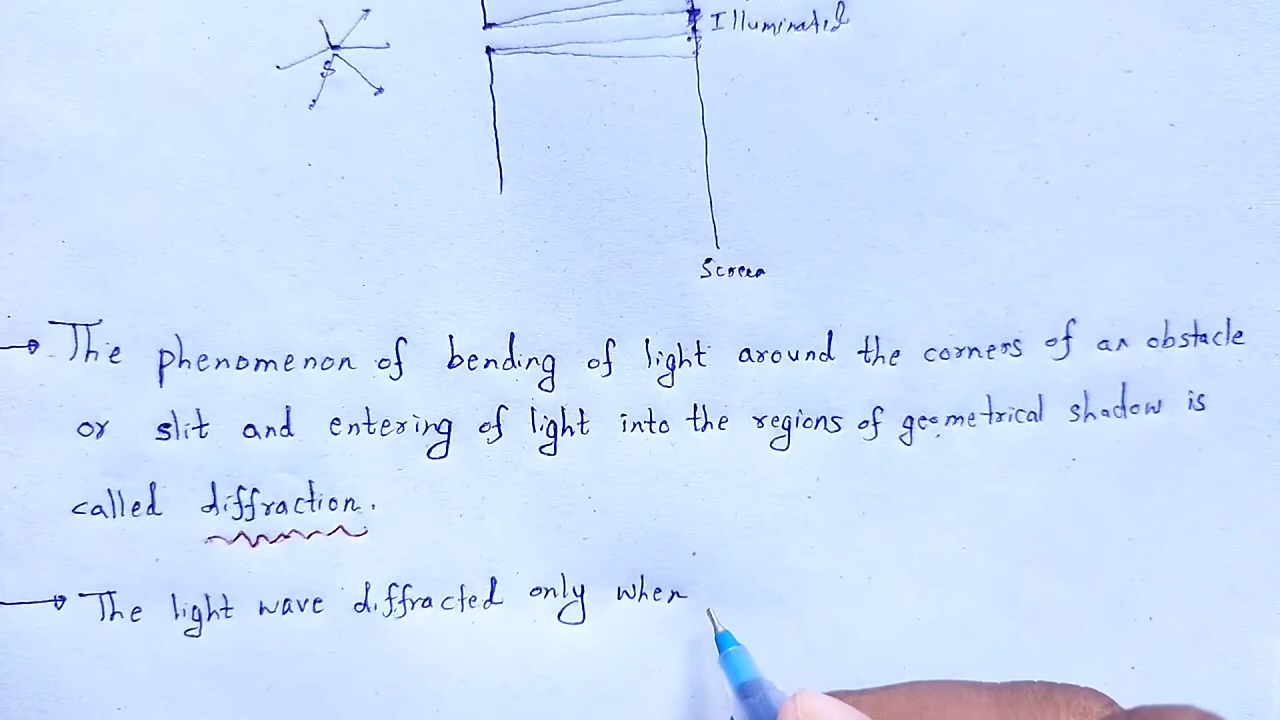 Illuminated
S
Screen
The phenomenon of bending of light around the corners of an obstacle
or slit and entering of light into the regions of geometrical shadow is
called diffraction.
The light wave diffracted only when